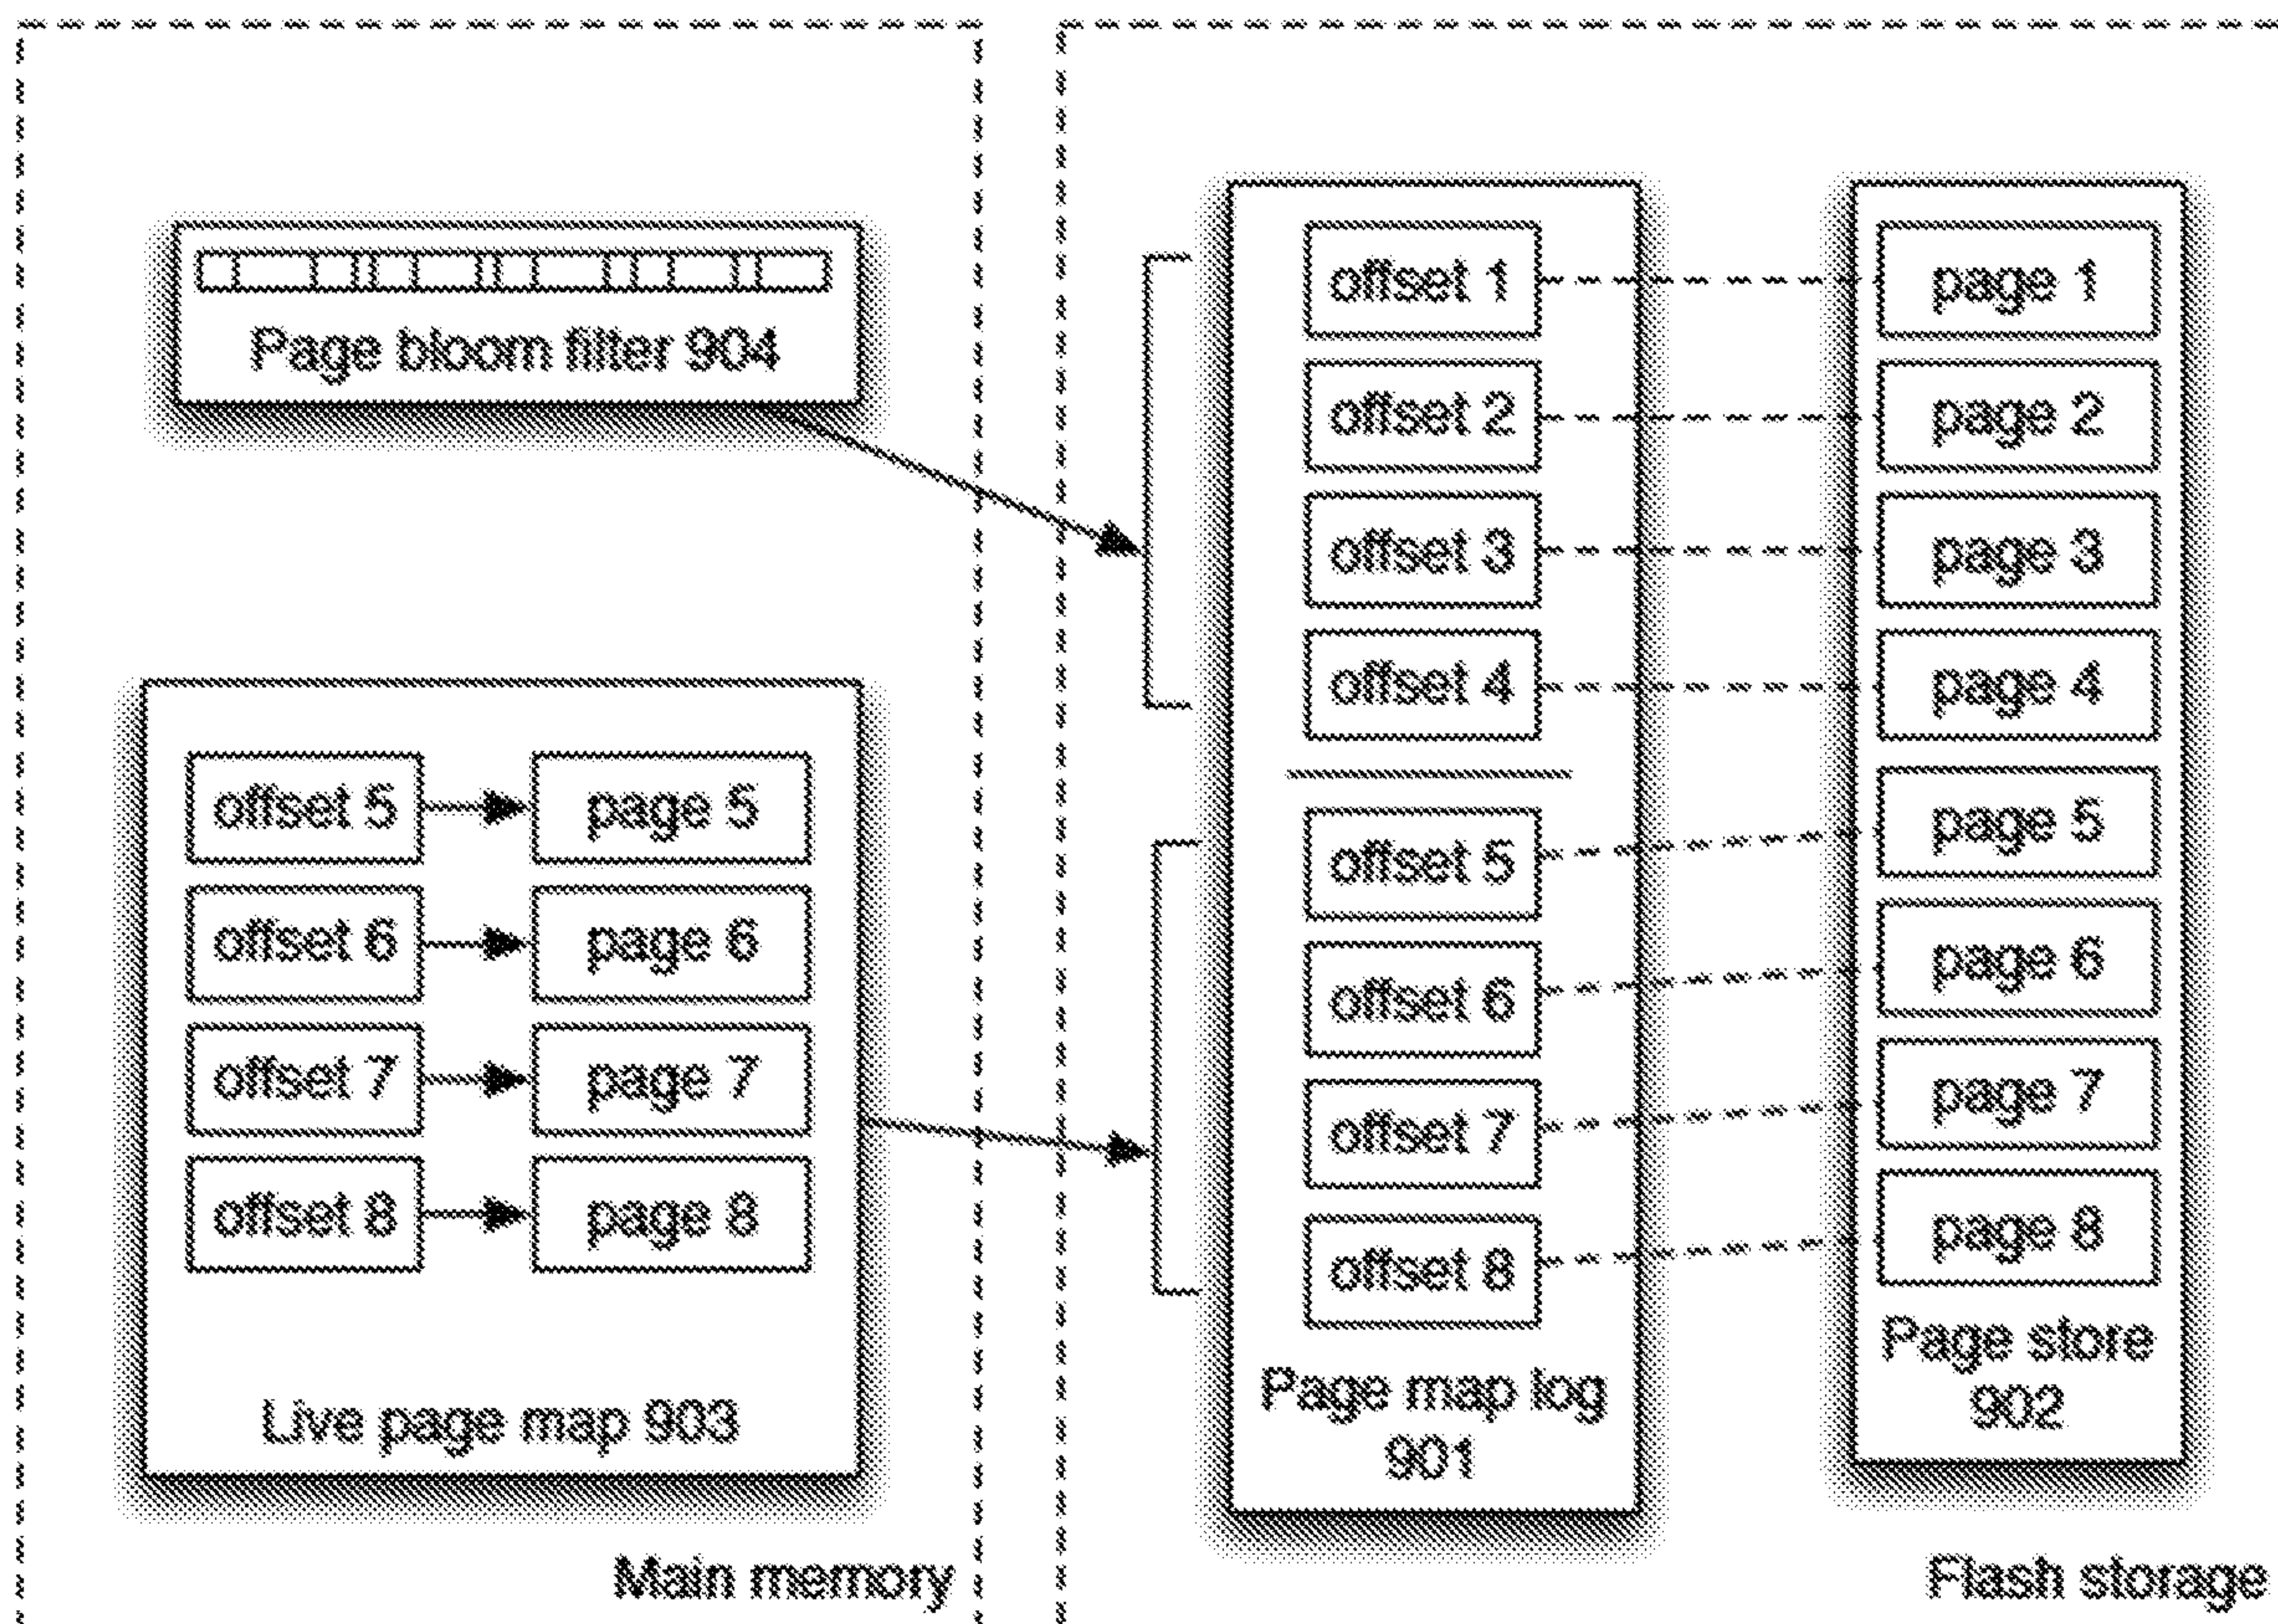 Page bloom filter 904
offset 5
page 5
offset 6
page 6
offset 7
page 7
offset 8
page 8
Live page map 903
Main memory
offset 1
page 1
offset 2
page 2
offset 3
page 3
offset 4
page 4
offset 5
page 5
offset 6
page 6
offset 7
page 7
offset 8
page 8
Page map log
901
Page store
902
Flash storage